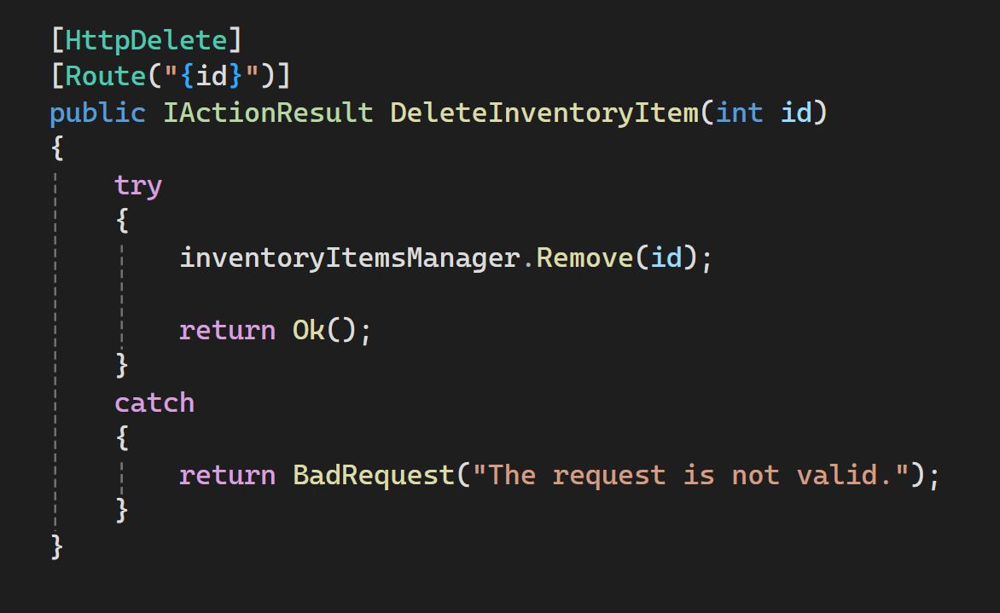 [HttpDelete]
[Route("{id}")]
public IActionResult DeleteInventoryItem(int id)
{
    try
    {
        inventoryItemsManager.Remove(id);

        return Ok();
    }
    catch
    {
        return BadRequest("The request is not valid.");
    }
}